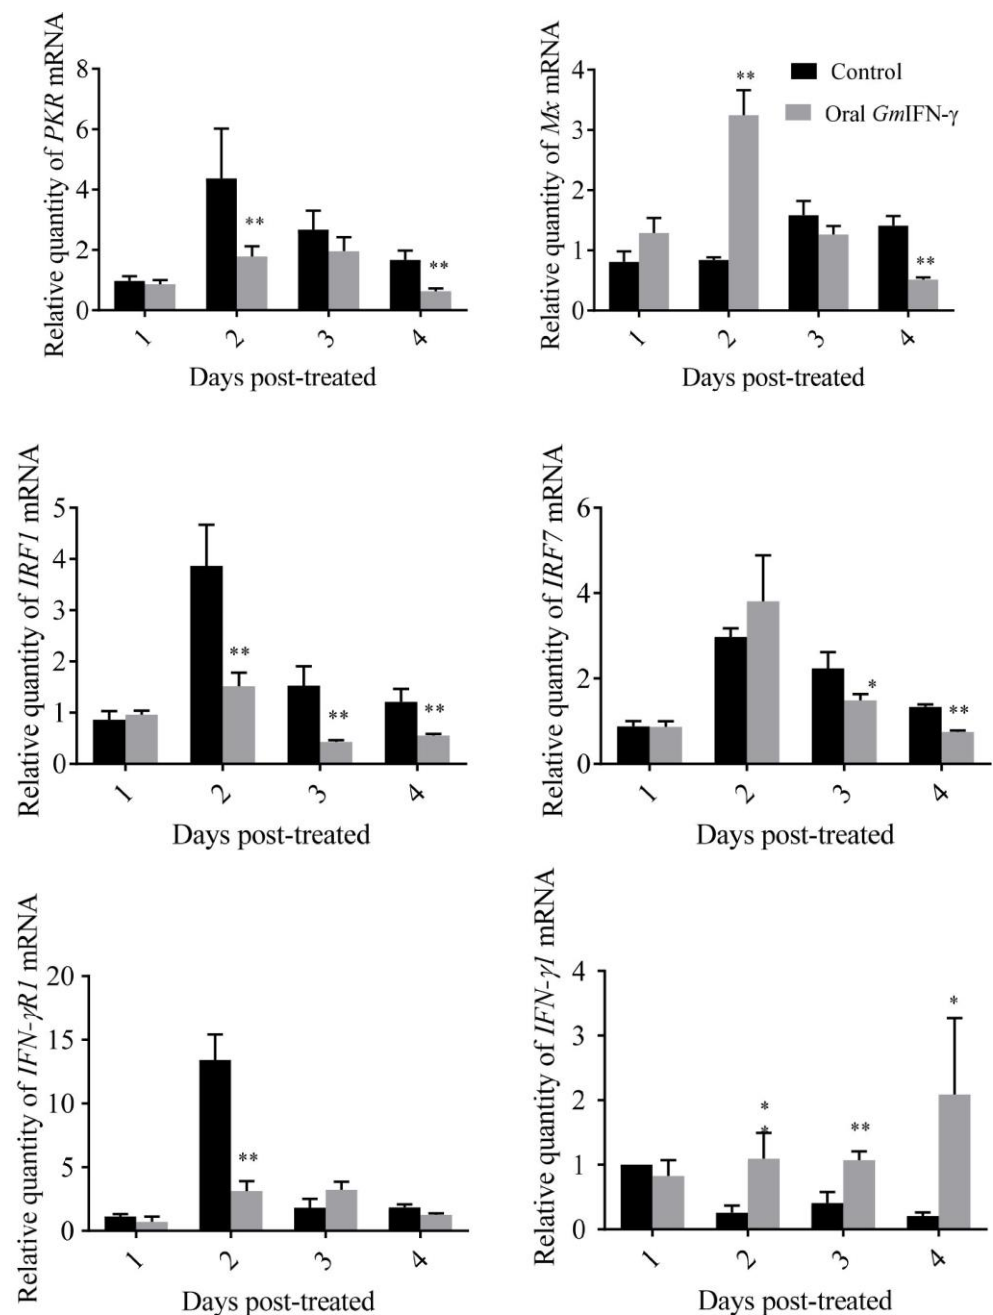 Relative quantity of PKR mRNA
8
6
4
2
0
1 2 3 4
Days post-treated
**
**
Relative quantity of Mx mRNA
4
3
2
1
0
1 2 3 4
Days post-treated
**
**
Control
Oral GmIFN-γ
Relative quantity of IRF1 mRNA
5
4
3
2
1
0
1 2 3 4
Days post-treated
**
**
**
Relative quantity of IRF7 mRNA
6
4
2
0
1 2 3 4
Days post-treated
*
**
Relative quantity of IFN-γR1 mRNA
20
15
10
5
0
1 2 3 4
Days post-treated
**
Relative quantity of IFN-γ1 mRNA
4
3
2
1
0
1 2 3 4
Days post-treated
*
*
**
*